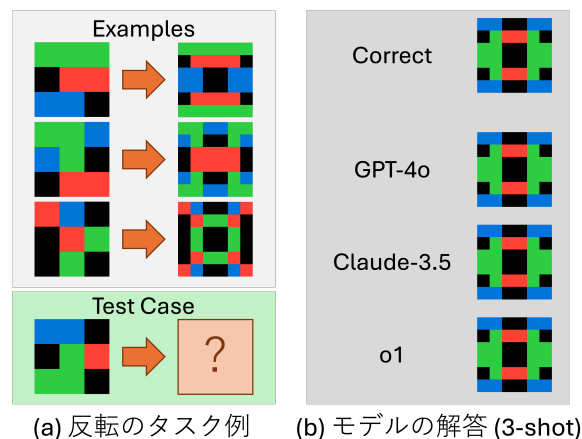 Examples
Test Case
?
(a) 反転のタスク例
Correct
GPT-4o
Claude-3.5
o1
(b) モデルの解答 (3-shot)